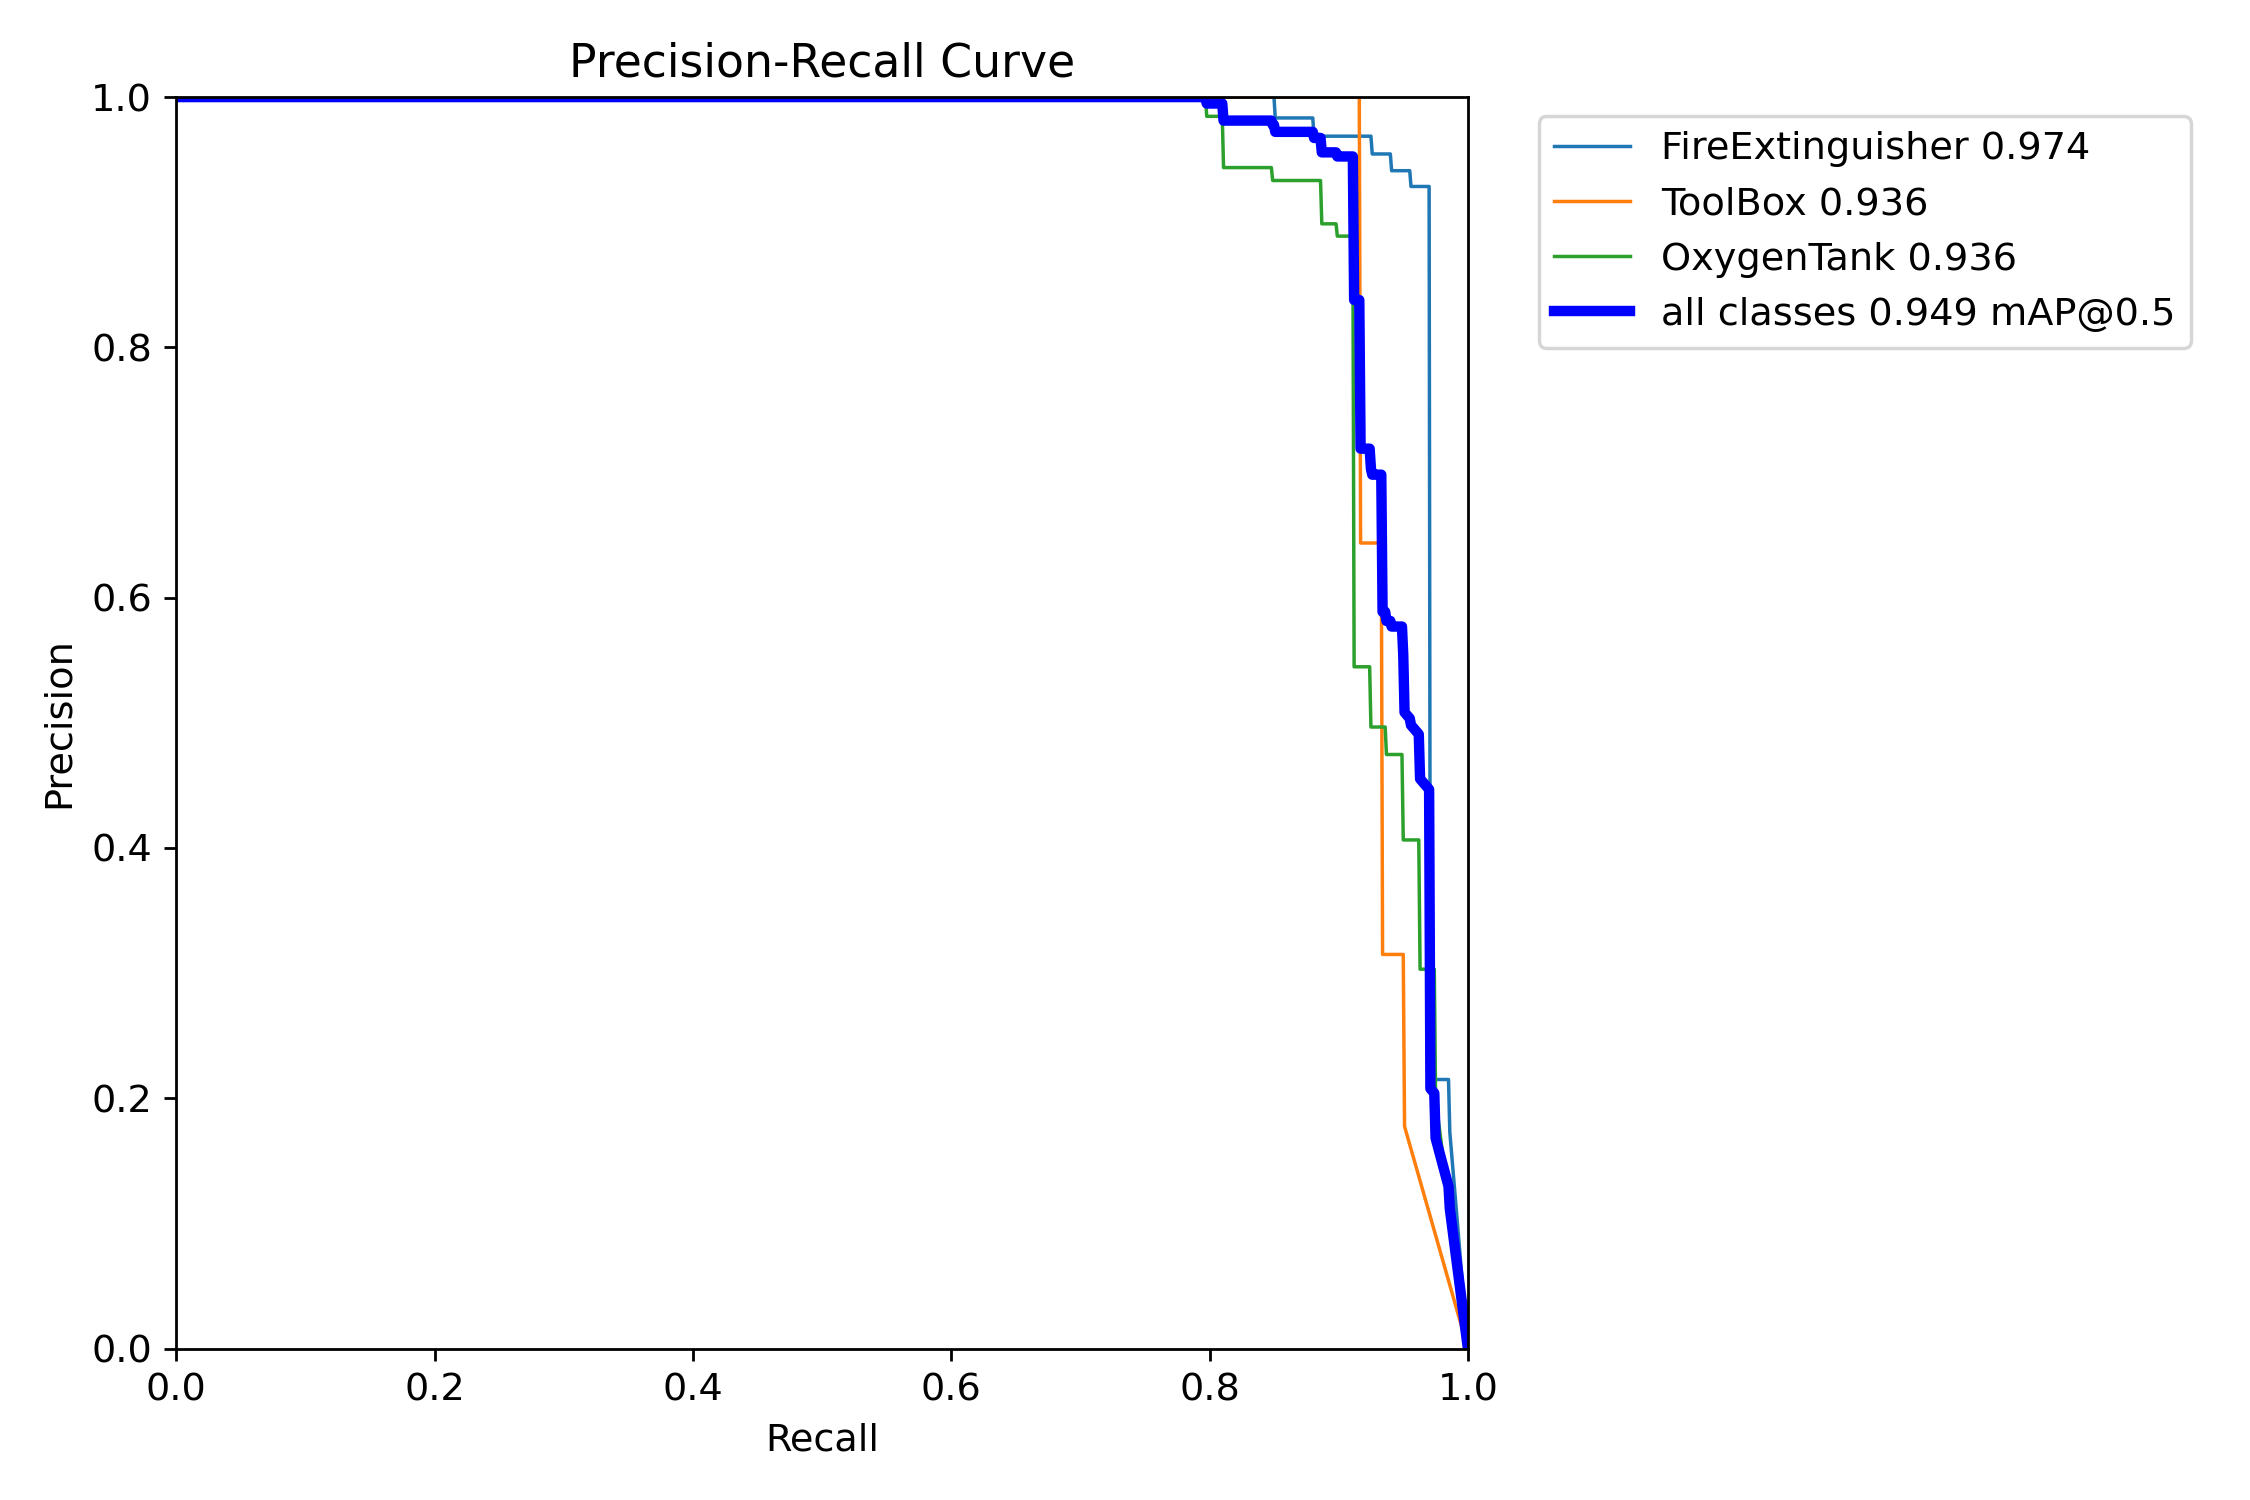 Precision-Recall Curve
1.0
0.8
0.6
0.4
0.2
0.0
Precision
0.0 0.2 0.4 0.6 0.8 1.0
Recall
FireExtinguisher 0.974
ToolBox 0.936
OxygenTank 0.936
all classes 0.949 mAP@0.5